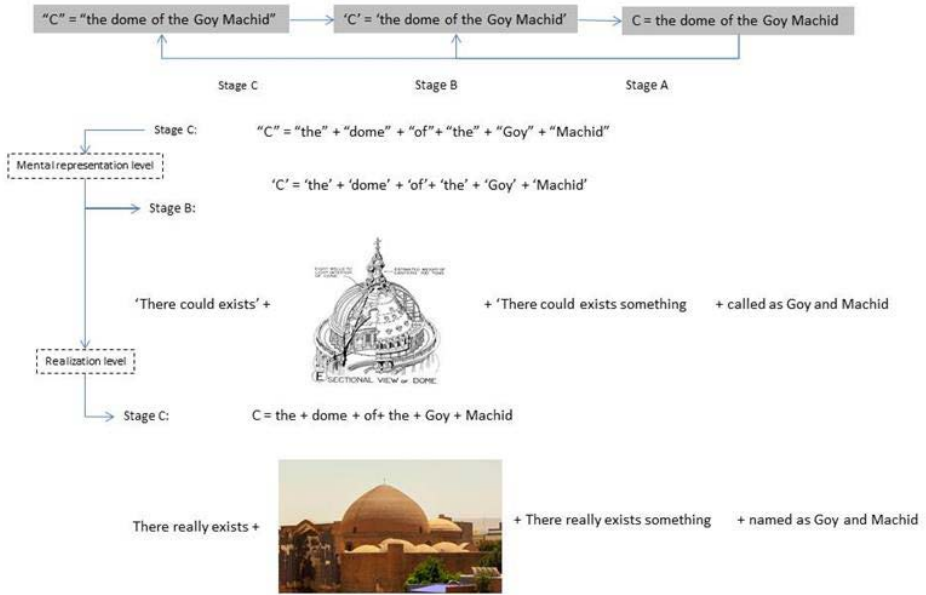 “C” = “the dome of the Goy Machid”
‘C’ = ‘the dome of the Goy Machid’
C = the dome of the Goy Machid
Stage C
Stage B
Stage A
Stage C:
“C” = “the” + “dome” + “of”+ “the” + “Goy” + “Machid”
Mental representation level
‘C’ = ‘the’ + ‘dome’ + ‘of’+ ‘the’ + ‘Goy’ + ‘Machid’
Stage B:
‘There could exists’ +
+ ‘There could exists something
+ called as Goy and Machid
E SECTIONAL VIEW OF DOME
Realization level
Stage C:
C = the + dome + of+ the + Goy + Machid
There really exists +
+ There really exists something
+ named as Goy and Machid